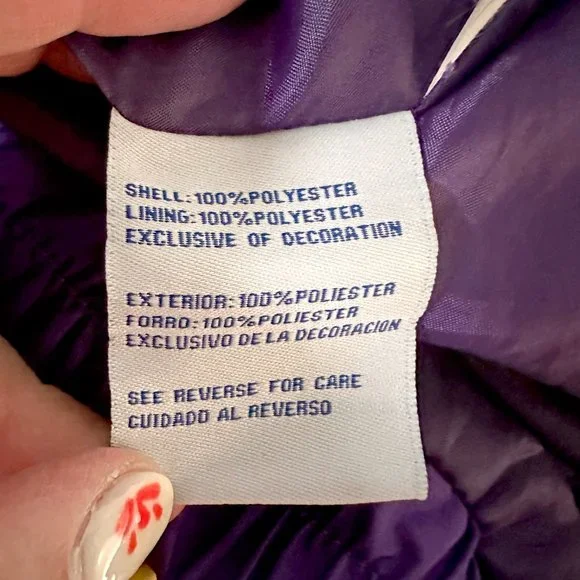 SHELL: 100%POLYESTER
LINING: 100%POLYESTER
EXCLUSIVE OF DECORATION
EXTERIOR: 100%POLIESTER
FORRO: 100%POLIESTER
EXCLUSIVO DE LA DECORACION
SEE REVERSE FOR CARE
CUIDADO AL REVERSO